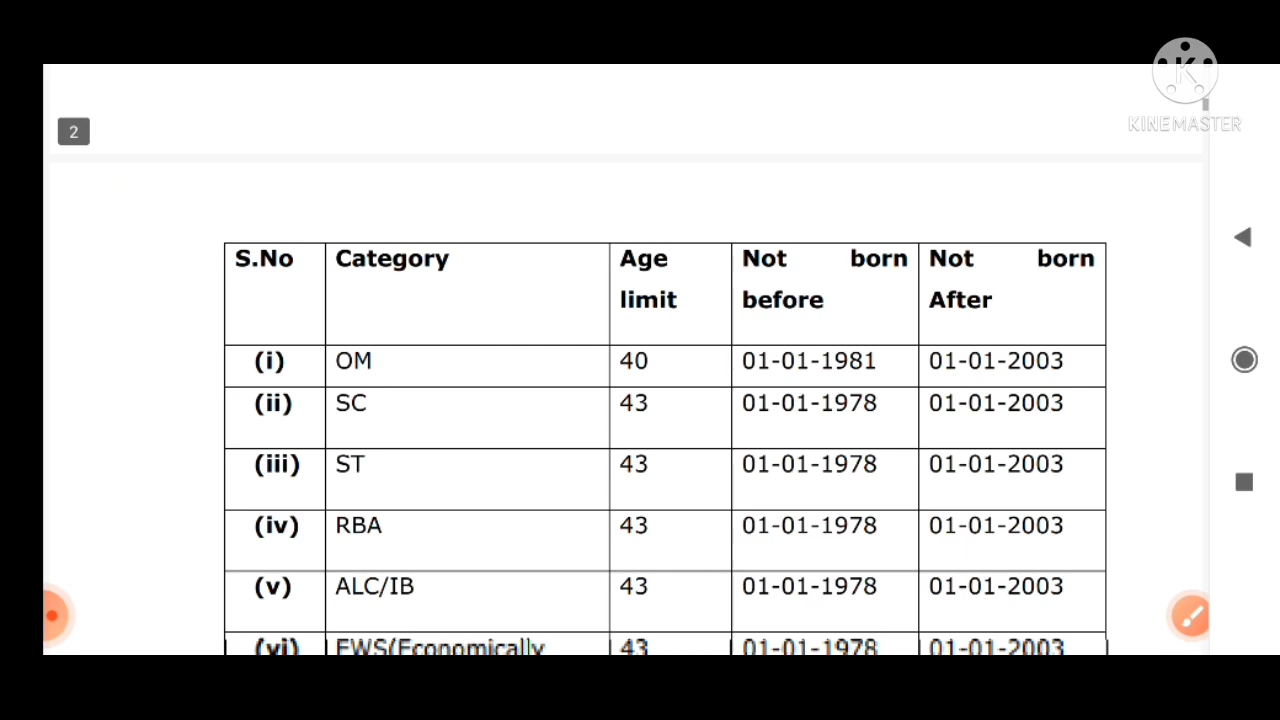 KINEMASTER
2
S.No Category Age limit Not born before Not born After
(i) OM 40 01-01-1981 01-01-2003
(ii) SC 43 01-01-1978 01-01-2003
(iii) ST 43 01-01-1978 01-01-2003
(iv) RBA 43 01-01-1978 01-01-2003
(v) ALC/IB 43 01-01-1978 01-01-2003
(vi) EWS(Economically 43 01-01-1978 01-01-2003